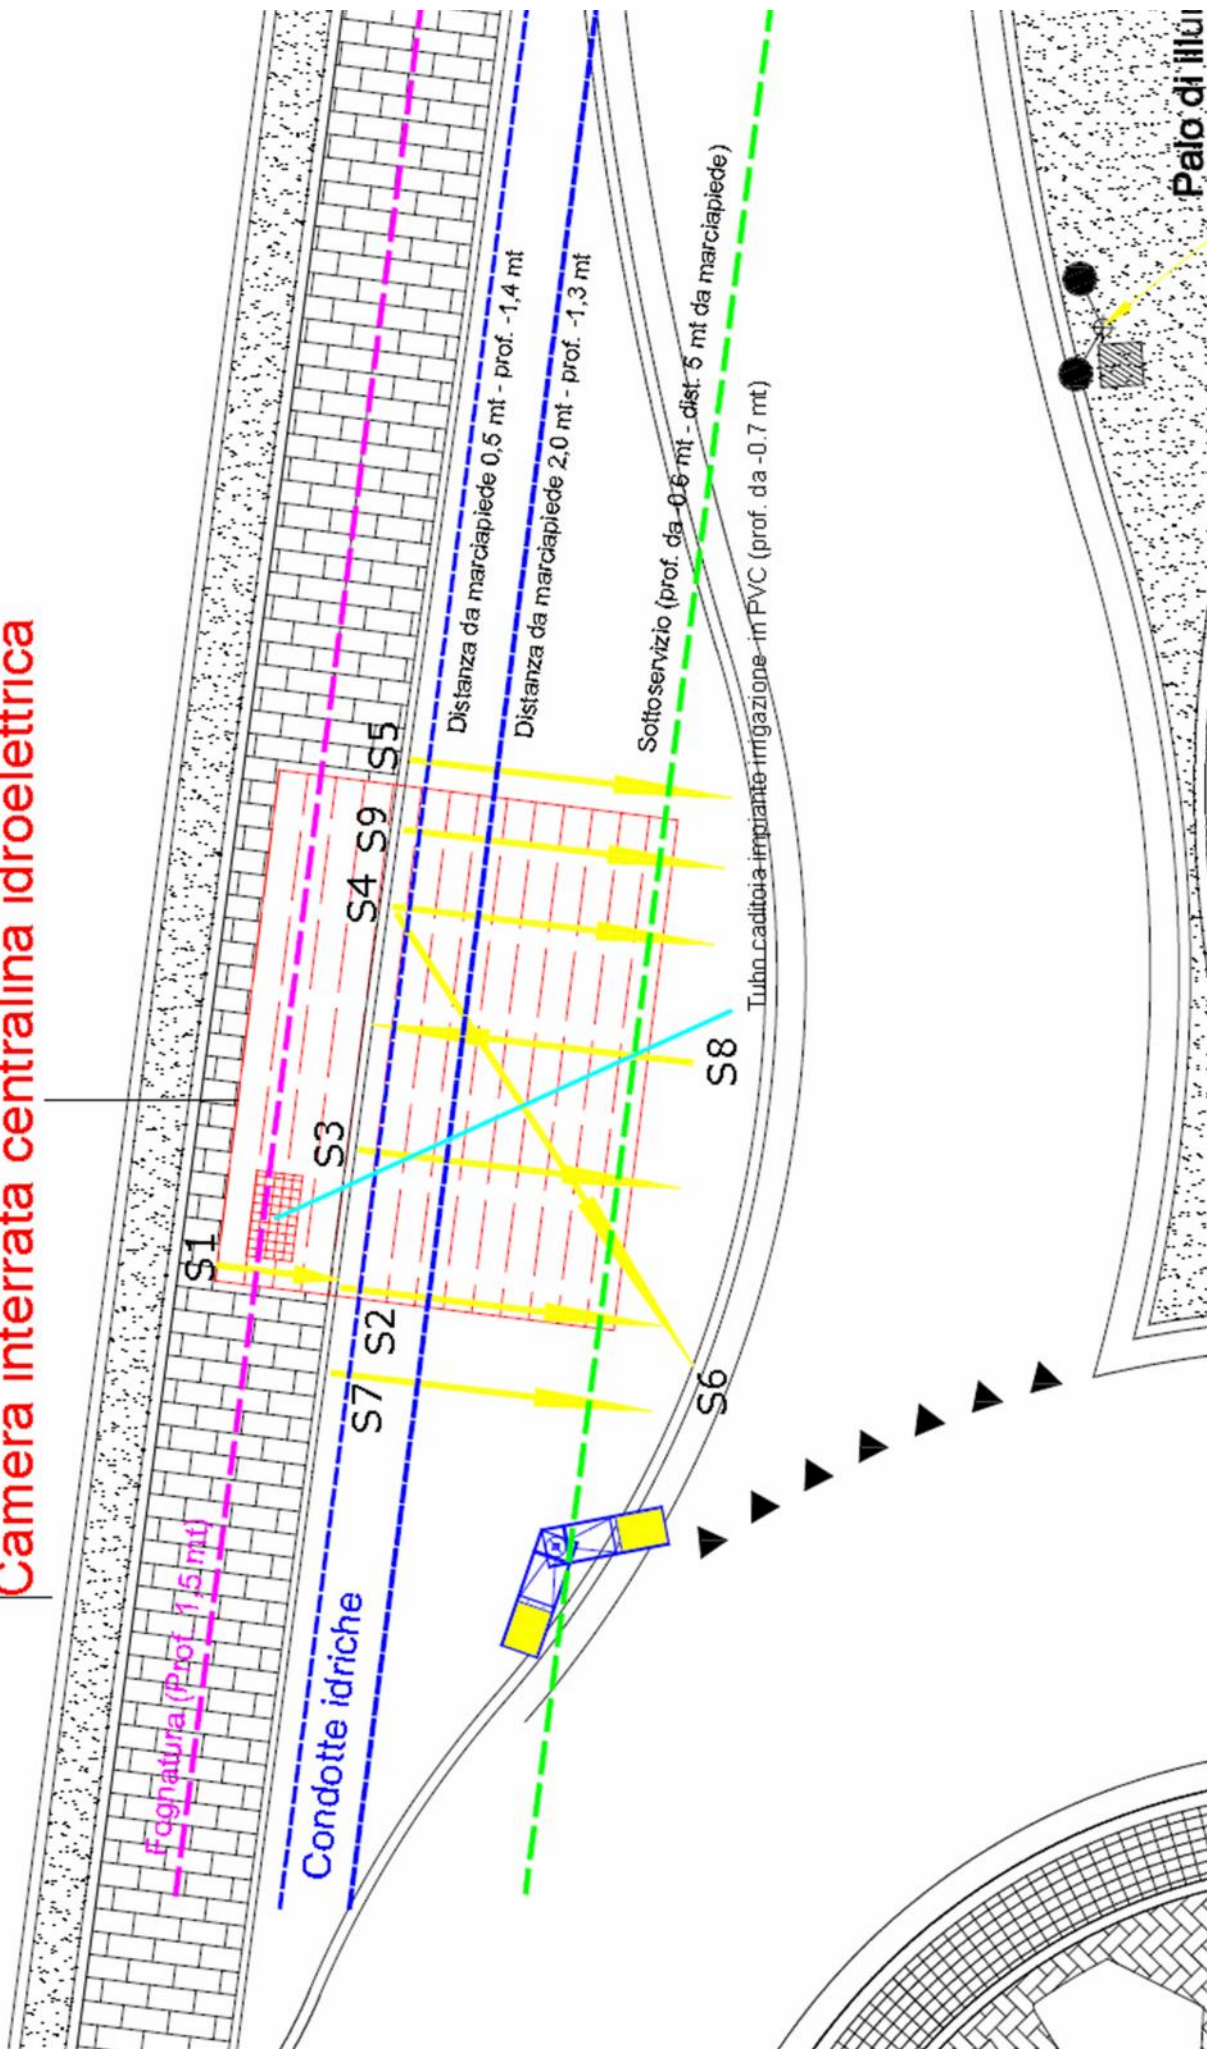 Camera interrata centralina idroelettrica
Palo di illu
Distanza da marciapiede 0,5 mt - prof. -1,4 mt
Distanza da marciapiede 2,0 mt - prof. -1,3 mt
Sottoservizio (prof. da -0.6 mt - dist. 5 mt da marciapiede)
Tubo caditoia impianto irrigazione in PVC (prof. da -0.7 mt)
S5
S9
S4
S8
S3
S1
S2
S7
S6
Fognatura (Prof. 1,5 mt)
Condotte idriche